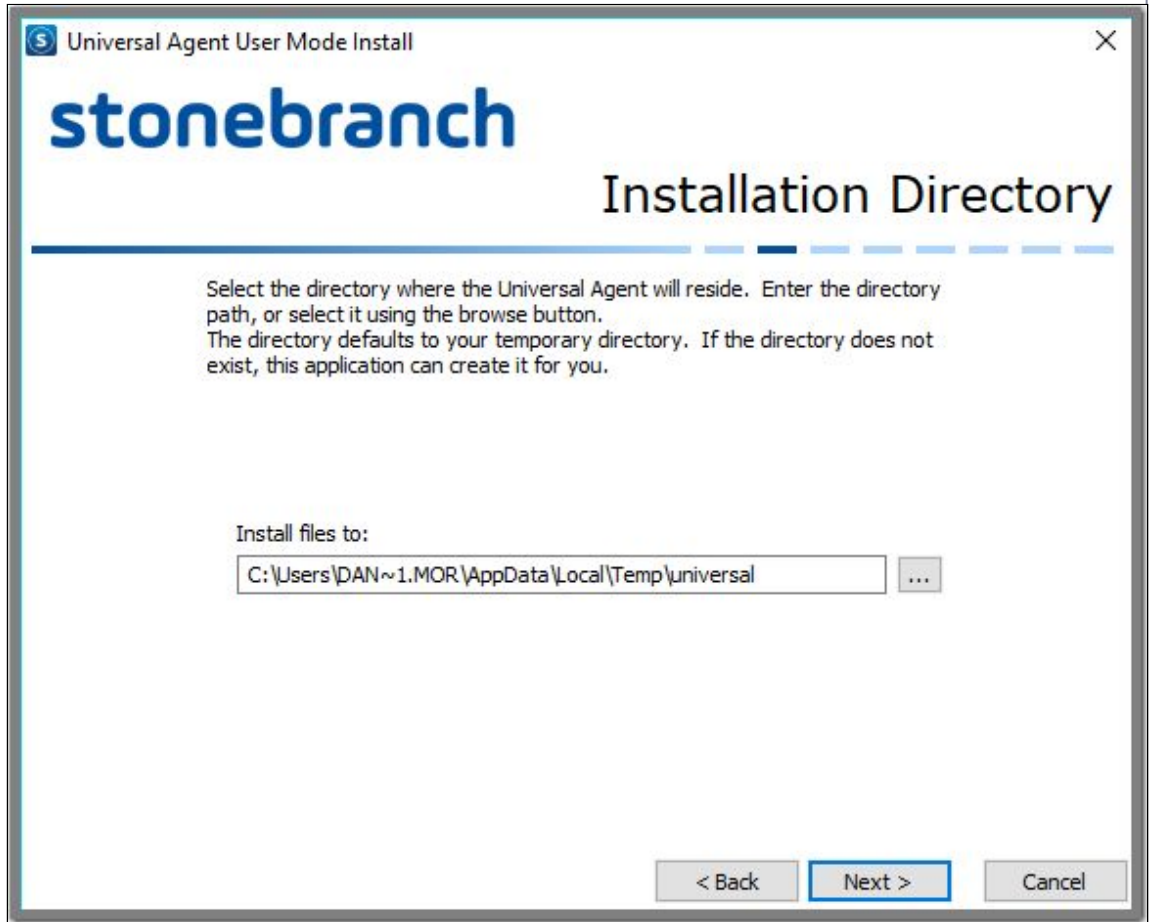 Universal Agent User Mode Install
stonebranch
Installation Directory
Select the directory where the Universal Agent will reside.  Enter the directory
path, or select it using the browse button.
The directory defaults to your temporary directory.  If the directory does not
exist, this application can create it for you.
Install files to:
C:\Users\DAN~1.MOR\AppData\Local\Temp\universal
...
< Back
Next >
Cancel